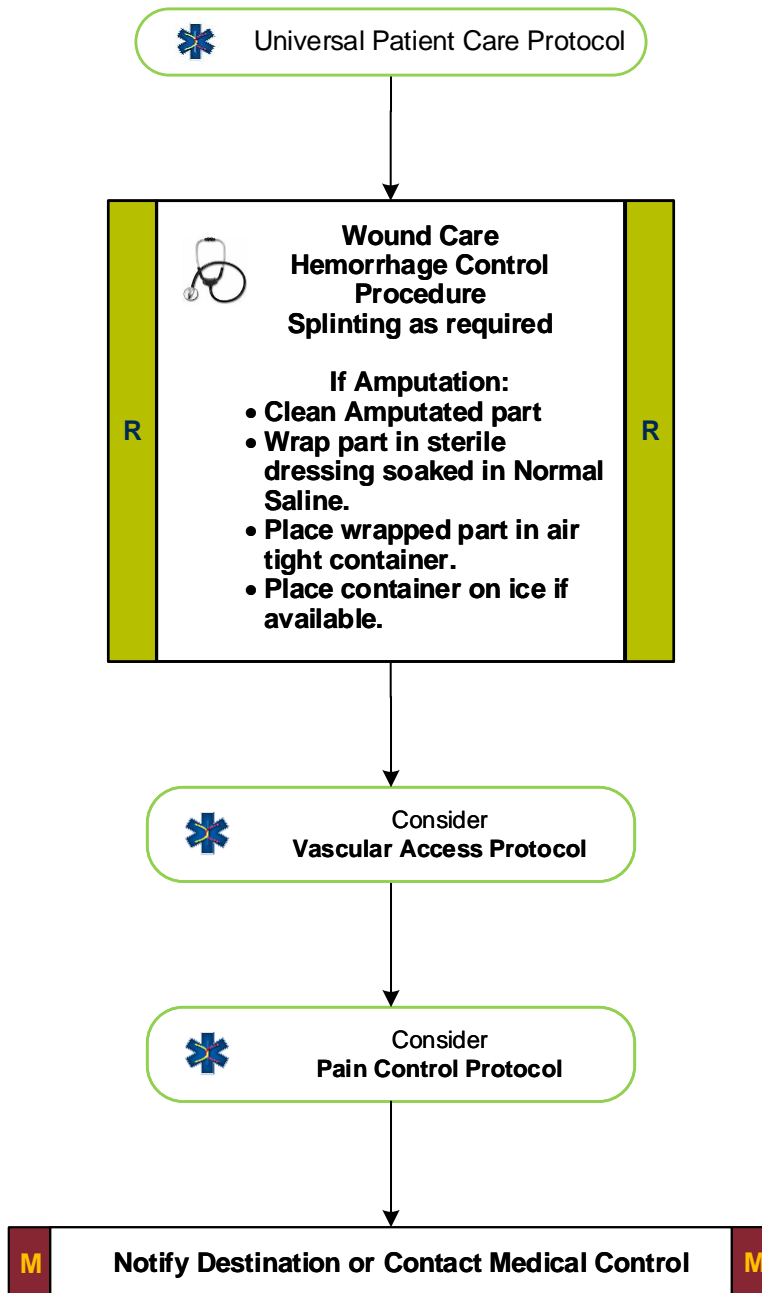 Universal Patient Care Protocol
Wound Care
Hemorrhage Control
Procedure
Splinting as required
If Amputation:
• Clean Amputated part
• Wrap part in sterile
dressing soaked in Normal
Saline.
• Place wrapped part in air
tight container.
• Place container on ice if
available.
R
R
Consider
Vascular Access Protocol
Consider
Pain Control Protocol
M
Notify Destination or Contact Medical Control
M